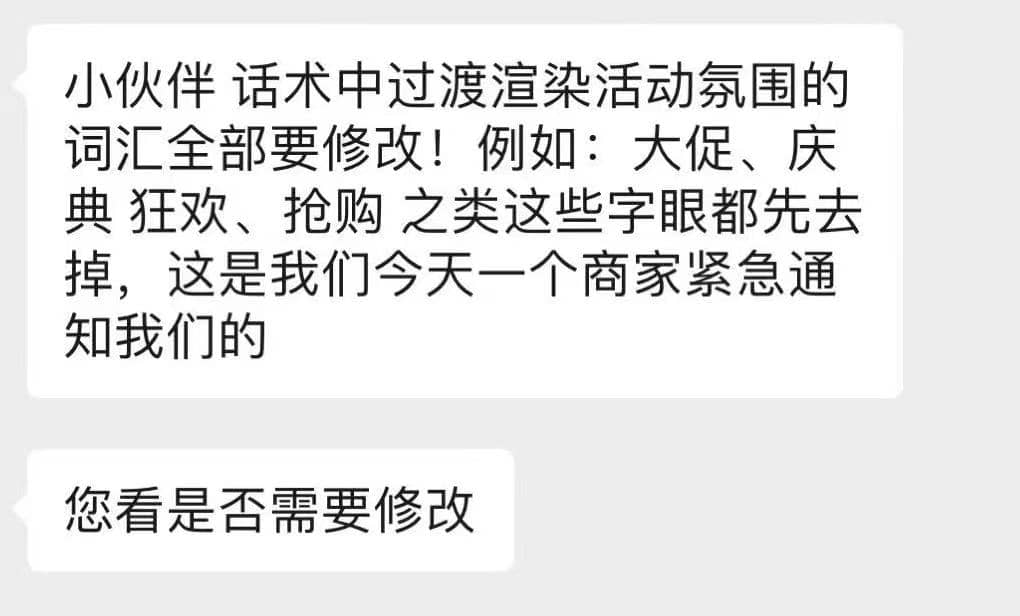 小伙伴 话术中过渡渲染活动氛围的
词汇全部要修改！例如：大促、庆
典 狂欢、抢购 之类这些字眼都先去
掉，这是我们今天一个商家紧急通
知我们的
您看是否需要修改